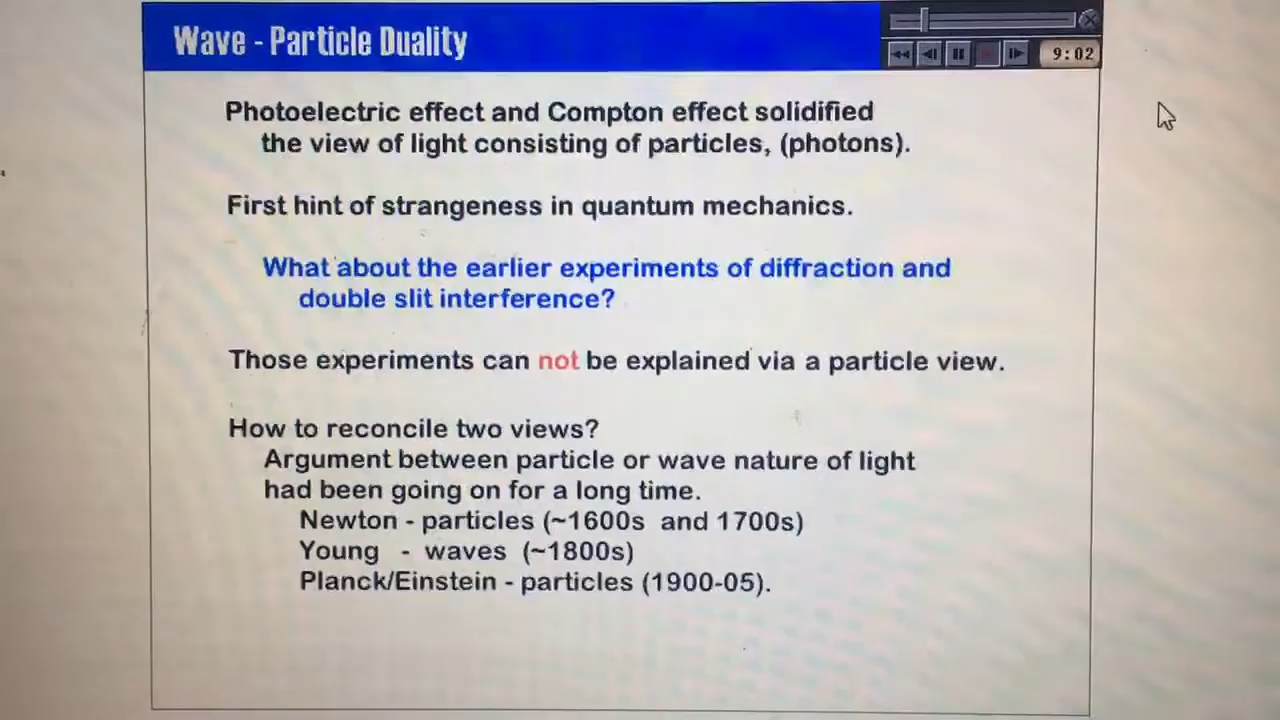 Wave - Particle Duality
9:02
Photoelectric effect and Compton effect solidified
the view of light consisting of particles, (photons).
First hint of strangeness in quantum mechanics.
What about the earlier experiments of diffraction and
double slit interference?
Those experiments can not be explained via a particle view.
How to reconcile two views?
Argument between particle or wave nature of light
had been going on for a long time.
Newton - particles (~1600s and 1700s)
Young - waves (~1800s)
Planck/Einstein - particles (1900-05).